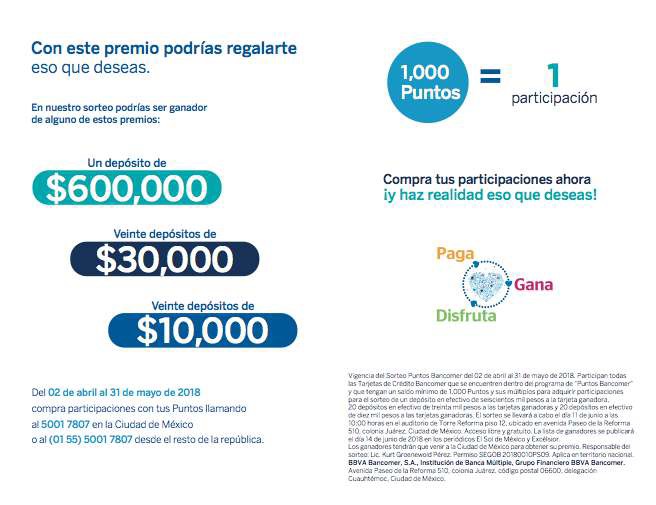 Con este premio podrías regalarte
eso que deseas.
En nuestro sorteo podrías ser ganador
de alguno de estos premios:
Un depósito de
$600,000
Veinte depósitos de
$30,000
Veinte depósitos de
$10,000
Del 02 de abril al 31 de mayo de 2018
compra participaciones con tus Puntos llamando
al 5001 7807 en la Ciudad de México
o al (01 55) 5001 7807 desde el resto de la república.
1,000
Puntos
=
1
participación
Compra tus participaciones ahora
¡y haz realidad eso que deseas!
Paga
Gana
Disfruta
Vigencia del Sorteo Puntos Bancomer del 02 de abril al 31 de mayo de 2018. Participan todas
las Tarjetas de Crédito Bancomer que se encuentren dentro del programa de "Puntos Bancomer"
y que tengan un saldo mínimo de 1,000 Puntos y sus múltiplos para adquirir participaciones
para el sorteo de un depósito en efectivo de seiscientos mil pesos a la tarjeta ganadora,
20 depósitos en efectivo de treinta mil pesos a las tarjetas ganadoras y 20 depósitos en efectivo
de diez mil pesos a las tarjetas ganadoras. El sorteo se llevará a cabo el día 11 de junio a las
10:00 horas en el auditorio de Torre Reforma piso 12, ubicado en avenida Paseo de la Reforma
510, colonia Juárez, Ciudad de México. Acceso libre y gratuito. La lista de ganadores se publicará
el día 14 de junio de 2018 en los periódicos El Sol de México y Excélsior.
Los ganadores tendrán que venir a la Ciudad de México para obtener su premio. Responsable del
sorteo: Lic. Kurt Groenewold Pérez. Permiso SEGOB 20180010PS09. Aplica en territorio nacional.
BBVA Bancomer, S.A., Institución de Banca Múltiple, Grupo Financiero BBVA Bancomer.
Avenida Paseo de la Reforma 510, colonia Juárez, código postal 06600, delegación
Cuauhtémoc, Ciudad de México.